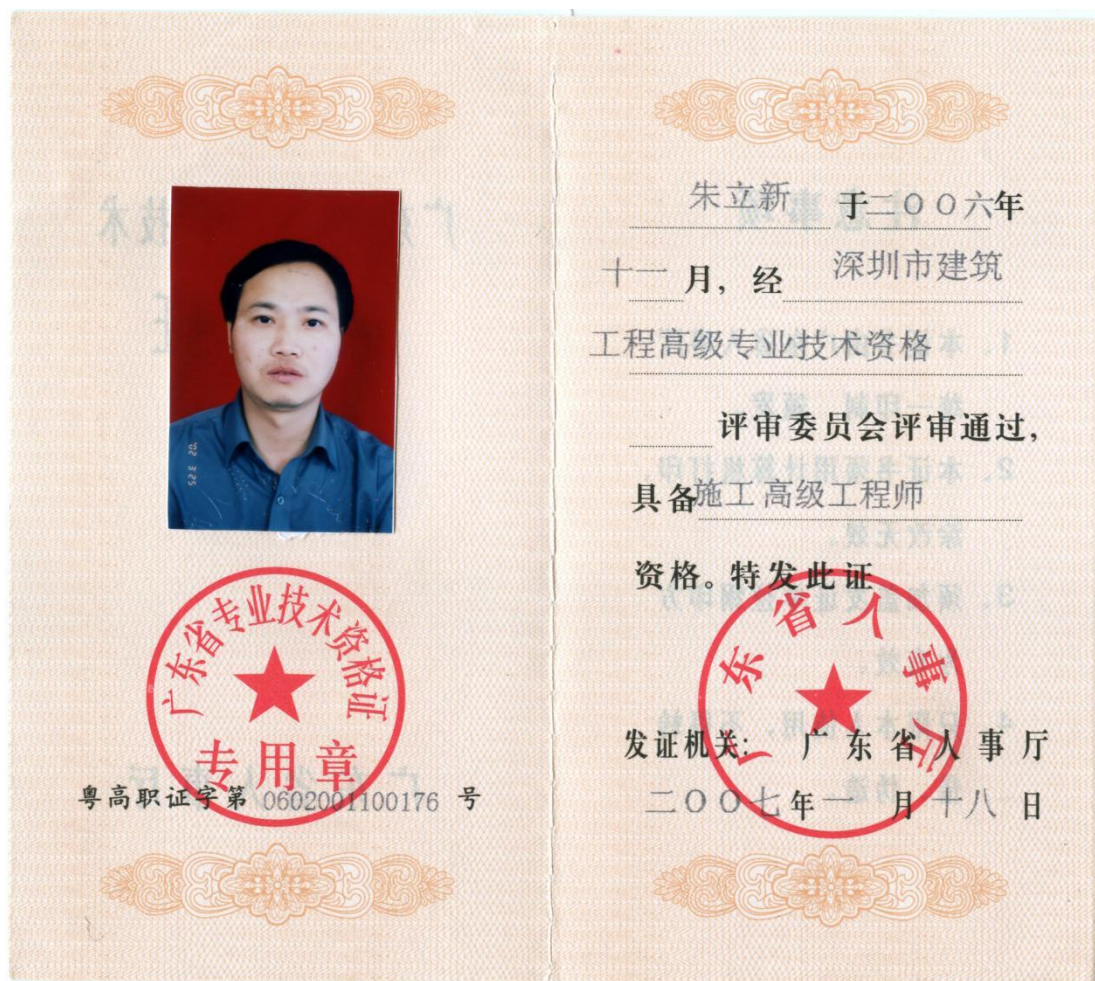 '02 3 25
广东省专业技术资格证
专用章
粤高职证字第 0602001100176 号
朱立新 于二〇〇六年
十一月，经 深圳市建筑
工程高级专业技术资格
评审委员会评审通过，
具备施工高级工程师
资格。特发此证
广东省人事厅
发证机关： 广东省人事厅
二〇〇七年一月十八日